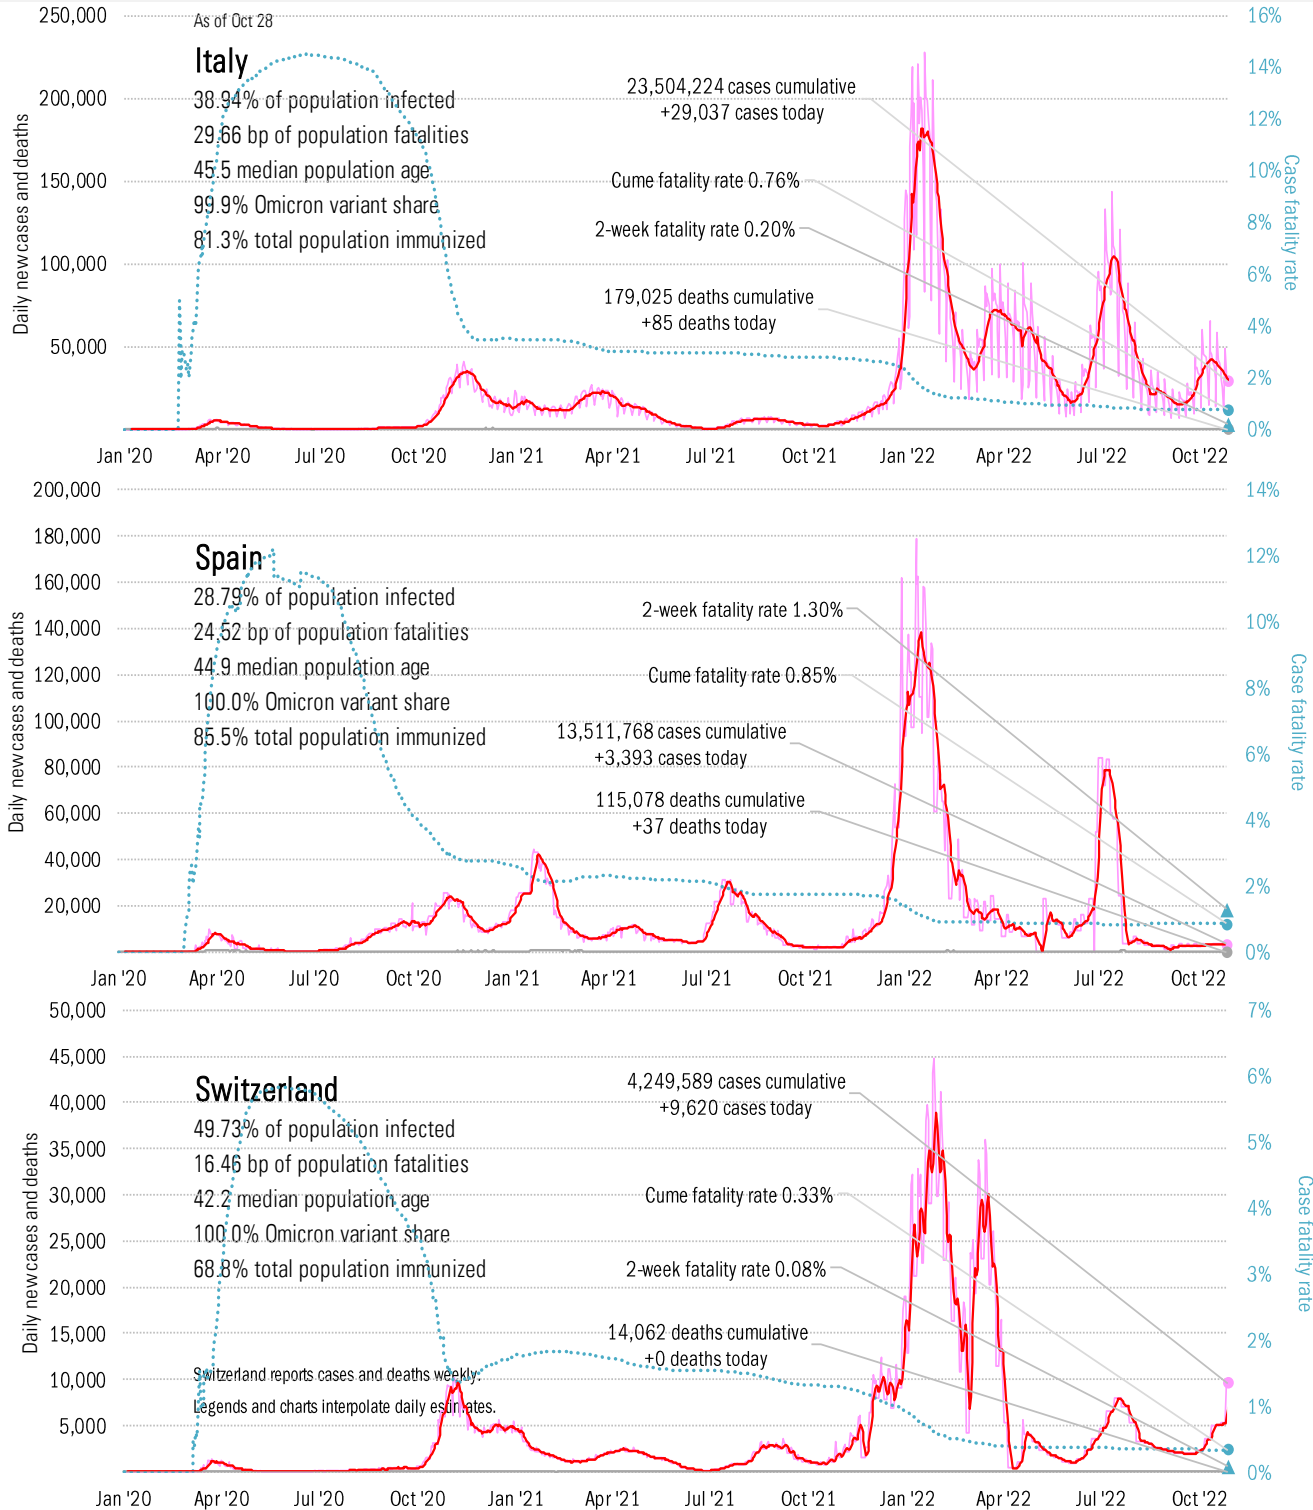 As of Oct 28
Italy
38.94% of population infected
29.66 bp of population fatalities
45.5 median population age
99.9% Omicron variant share
81.3% total population immunized
23,504,224 cases cumulative
+29,037 cases today
Cume fatality rate 0.76%
2-week fatality rate 0.20%
179,025 deaths cumulative
+85 deaths today
Daily new cases and deaths
250,000
200,000
150,000
100,000
50,000
Case fatality rate
16%
14%
12%
10%
8%
6%
4%
2%
0%
Jan '20 Apr '20 Jul '20 Oct '20 Jan '21 Apr '21 Jul '21 Oct '21 Jan '22 Apr '22 Jul '22 Oct '22
Spain
28.79% of population infected
24.52 bp of population fatalities
44.9 median population age
100.0% Omicron variant share
85.5% total population immunized
2-week fatality rate 1.30%
Cume fatality rate 0.85%
13,511,768 cases cumulative
+3,393 cases today
115,078 deaths cumulative
+37 deaths today
Daily new cases and deaths
200,000
180,000
160,000
140,000
120,000
100,000
80,000
60,000
40,000
20,000
Case fatality rate
14%
12%
10%
8%
6%
4%
2%
0%
Jan '20 Apr '20 Jul '20 Oct '20 Jan '21 Apr '21 Jul '21 Oct '21 Jan '22 Apr '22 Jul '22 Oct '22
Switzerland
49.73% of population infected
16.46 bp of population fatalities
42.2 median population age
100.0% Omicron variant share
68.8% total population immunized
Switzerland reports cases and deaths weekly.
Legends and charts interpolate daily estimates.
4,249,589 cases cumulative
+9,620 cases today
Cume fatality rate 0.33%
2-week fatality rate 0.08%
14,062 deaths cumulative
+0 deaths today
Daily new cases and deaths
50,000
45,000
40,000
35,000
30,000
25,000
20,000
15,000
10,000
5,000
Case fatality rate
7%
6%
5%
4%
3%
2%
1%
0%
Jan '20 Apr '20 Jul '20 Oct '20 Jan '21 Apr '21 Jul '21 Oct '21 Jan '22 Apr '22 Jul '22 Oct '22